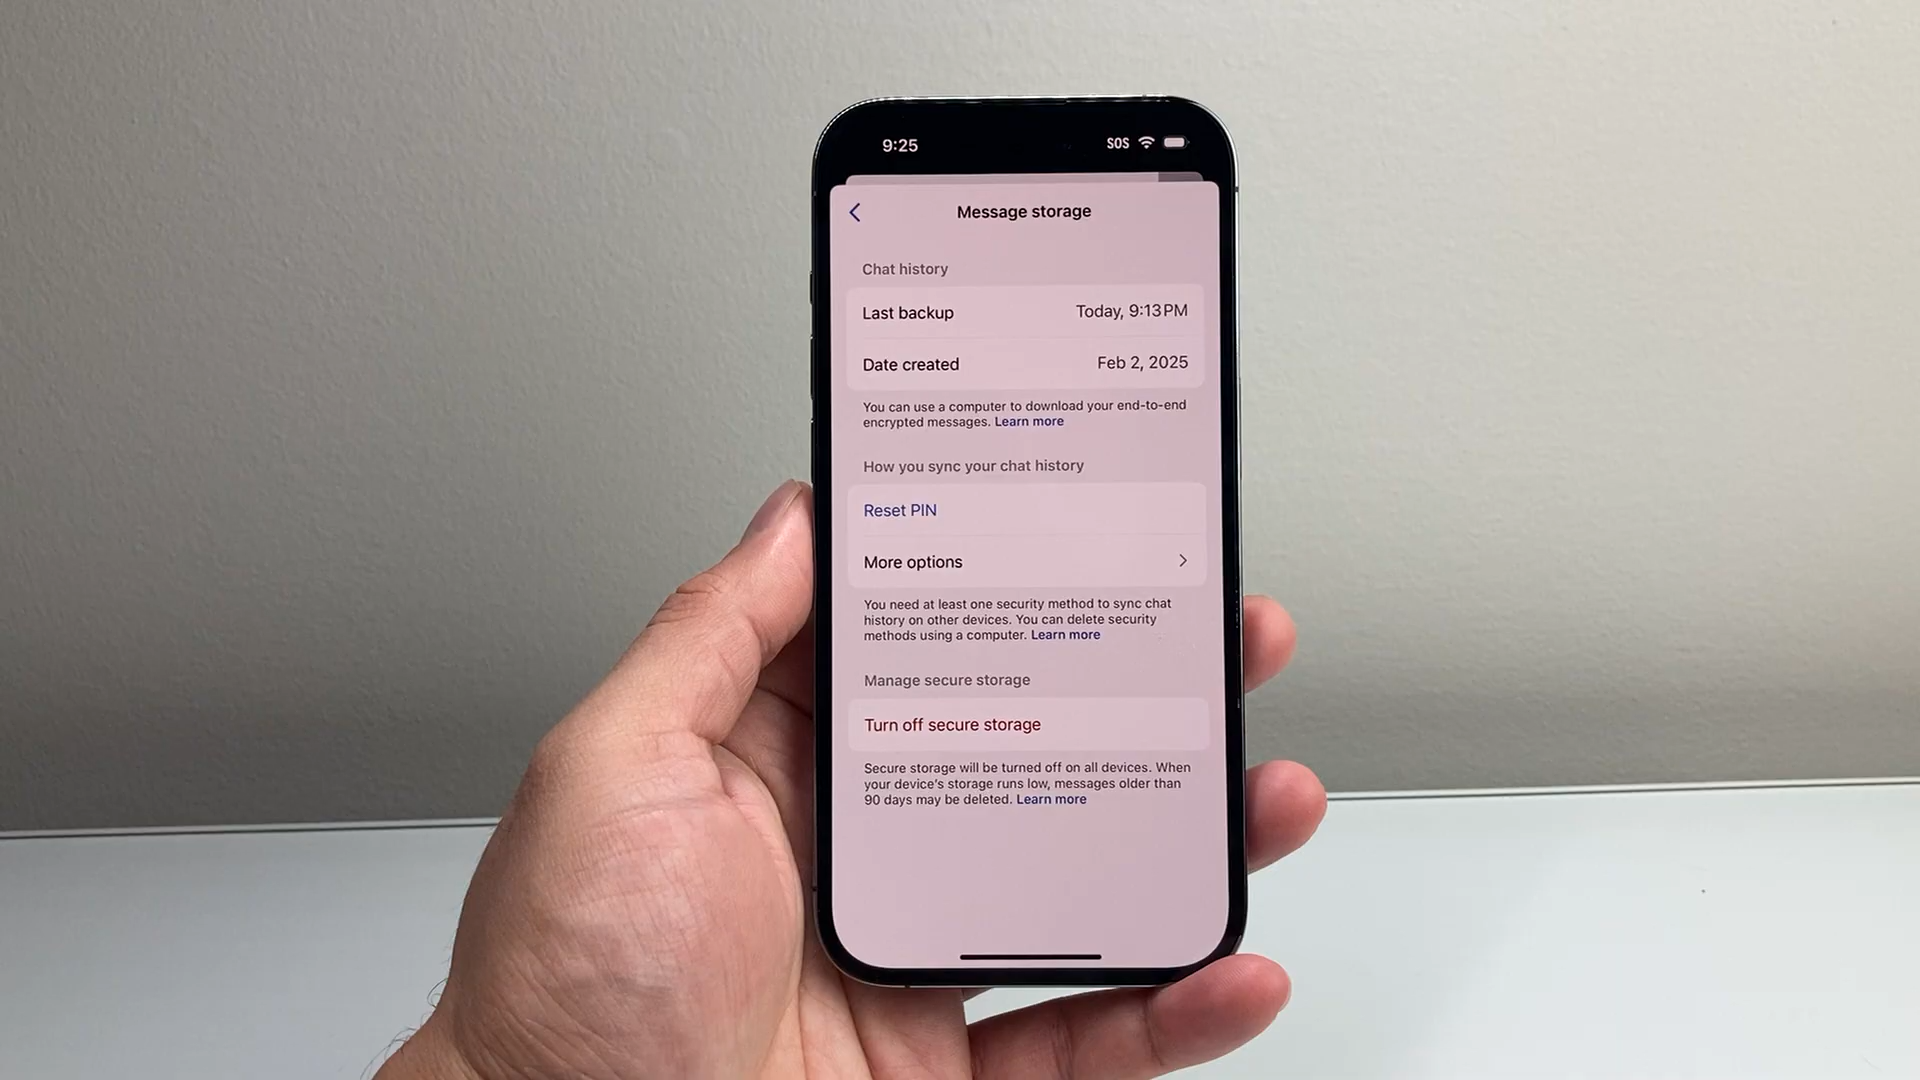 9:25 SOS
Message storage
Chat history
Last backup Today, 9:13 PM
Date created Feb 2, 2025
You can use a computer to download your end-to-end
encrypted messages. Learn more
How you sync your chat history
Reset PIN
More options
You need at least one security method to sync chat
history on other devices. You can delete security
methods using a computer. Learn more
Manage secure storage
Turn off secure storage
Secure storage will be turned off on all devices. When
your device's storage runs low, messages older than
90 days may be deleted. Learn more